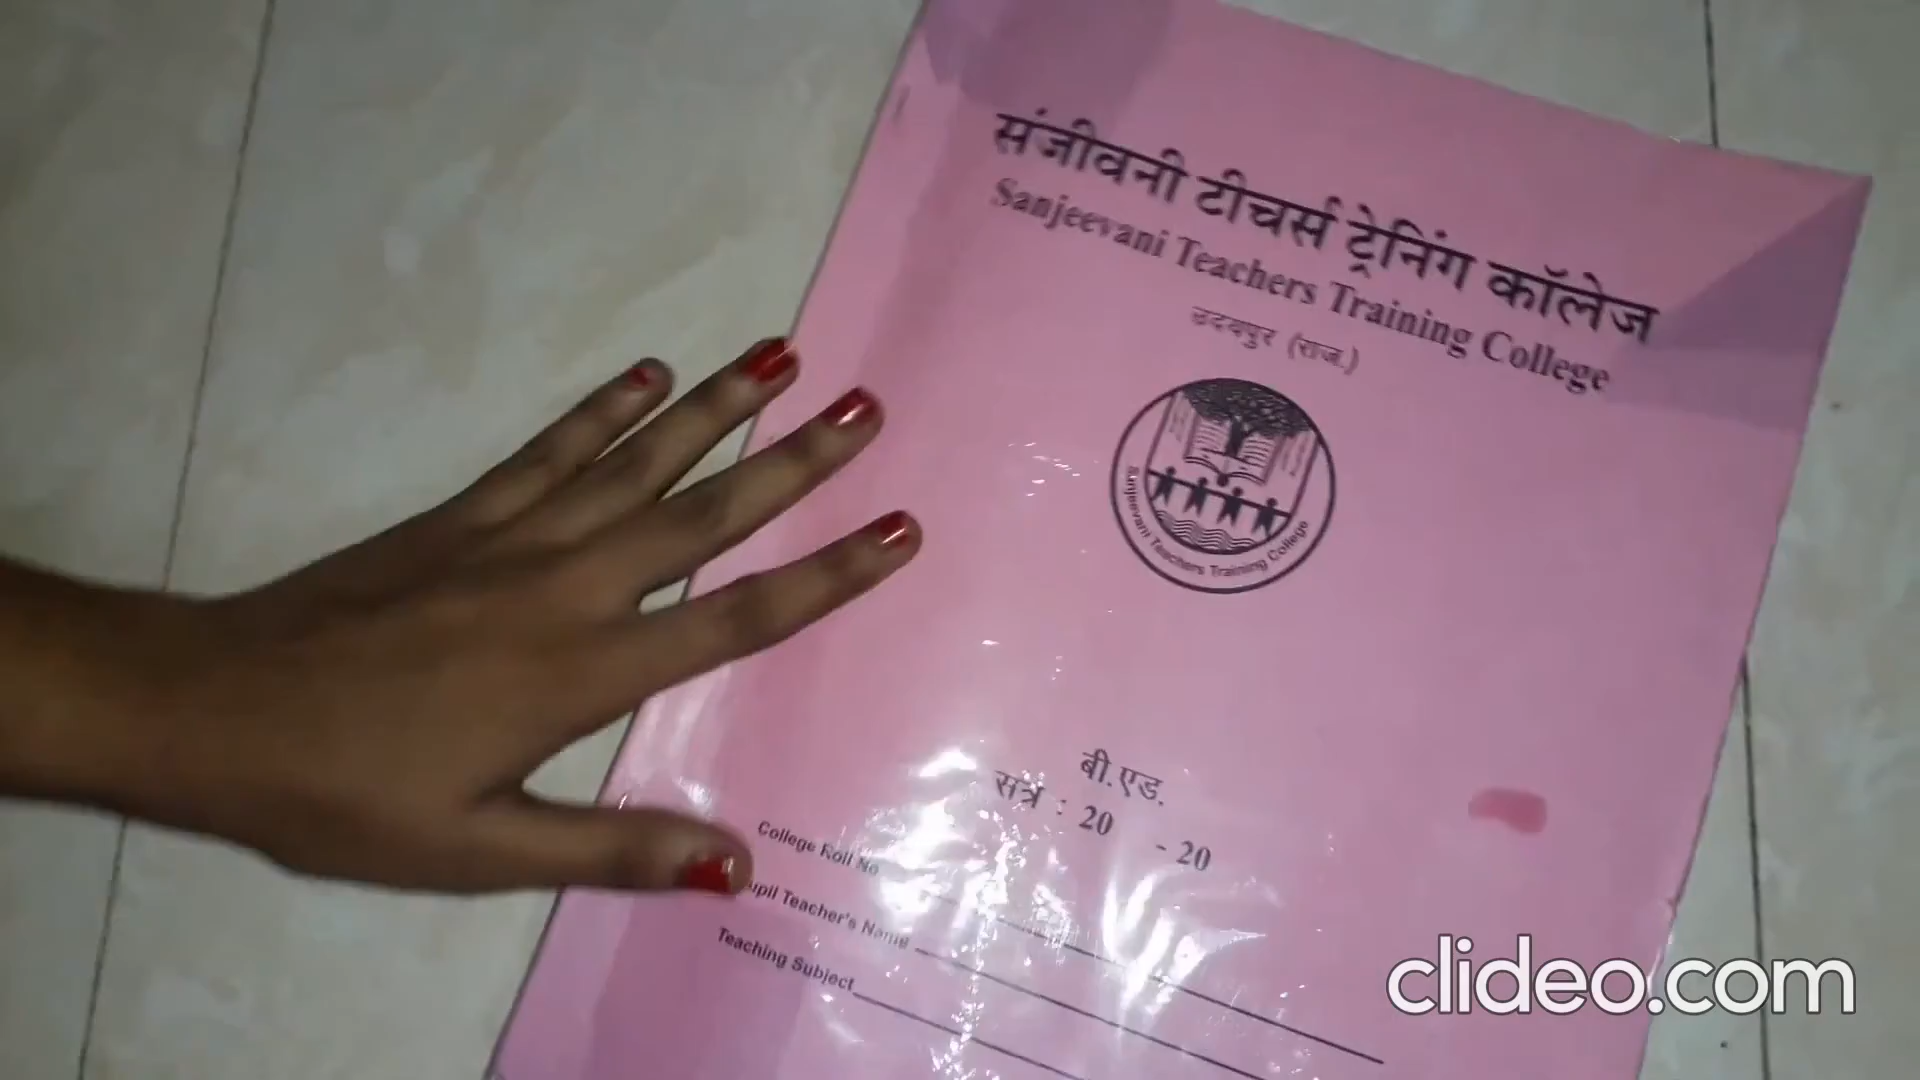 संजीवनी टीचर्स ट्रेनिंग कॉलेज
Sanjeevani Teachers Training College
उदयपुर (राज.)
Sanjeevani Teachers Training College
बी.एड.
सत्र : 20 - 20
College Roll No
upil Teacher's Name
Teaching Subject
clideo.com